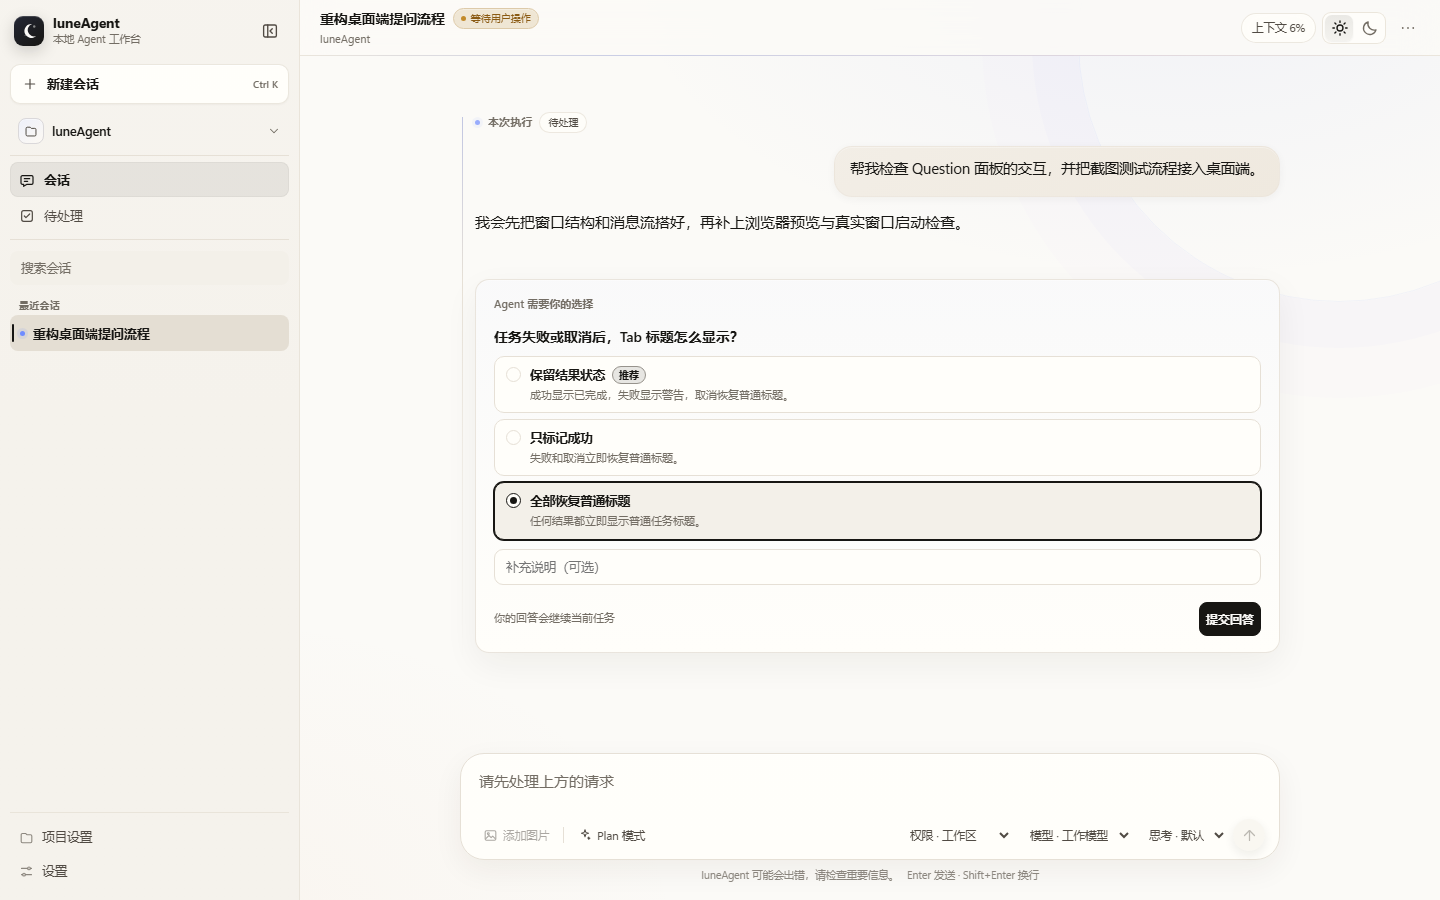 luneAgent
本地 Agent 工作台
新建会话 Ctrl K
luneAgent
会话
待处理
搜索会话
最近会话
重构桌面端提问流程
项目设置
设置
重构桌面端提问流程 等待用户操作
luneAgent
上下文 6%
本次执行 待处理
帮我检查 Question 面板的交互，并把截图测试流程接入桌面端。
我会先把窗口结构和消息流搭好，再补上浏览器预览与真实窗口启动检查。
Agent 需要你的选择
任务失败或取消后，Tab 标题怎么显示？
保留结果状态 推荐
成功显示已完成，失败显示警告，取消恢复普通标题。
只标记成功
失败和取消立即恢复普通标题。
全部恢复普通标题
任何结果都立即显示普通任务标题。
补充说明（可选）
你的回答会继续当前任务
提交回答
请先处理上方的请求
添加图片 Plan 模式 权限 · 工作区 模型 · 工作模型 思考 · 默认
luneAgent 可能会出错，请检查重要信息。 Enter 发送 · Shift+Enter 换行